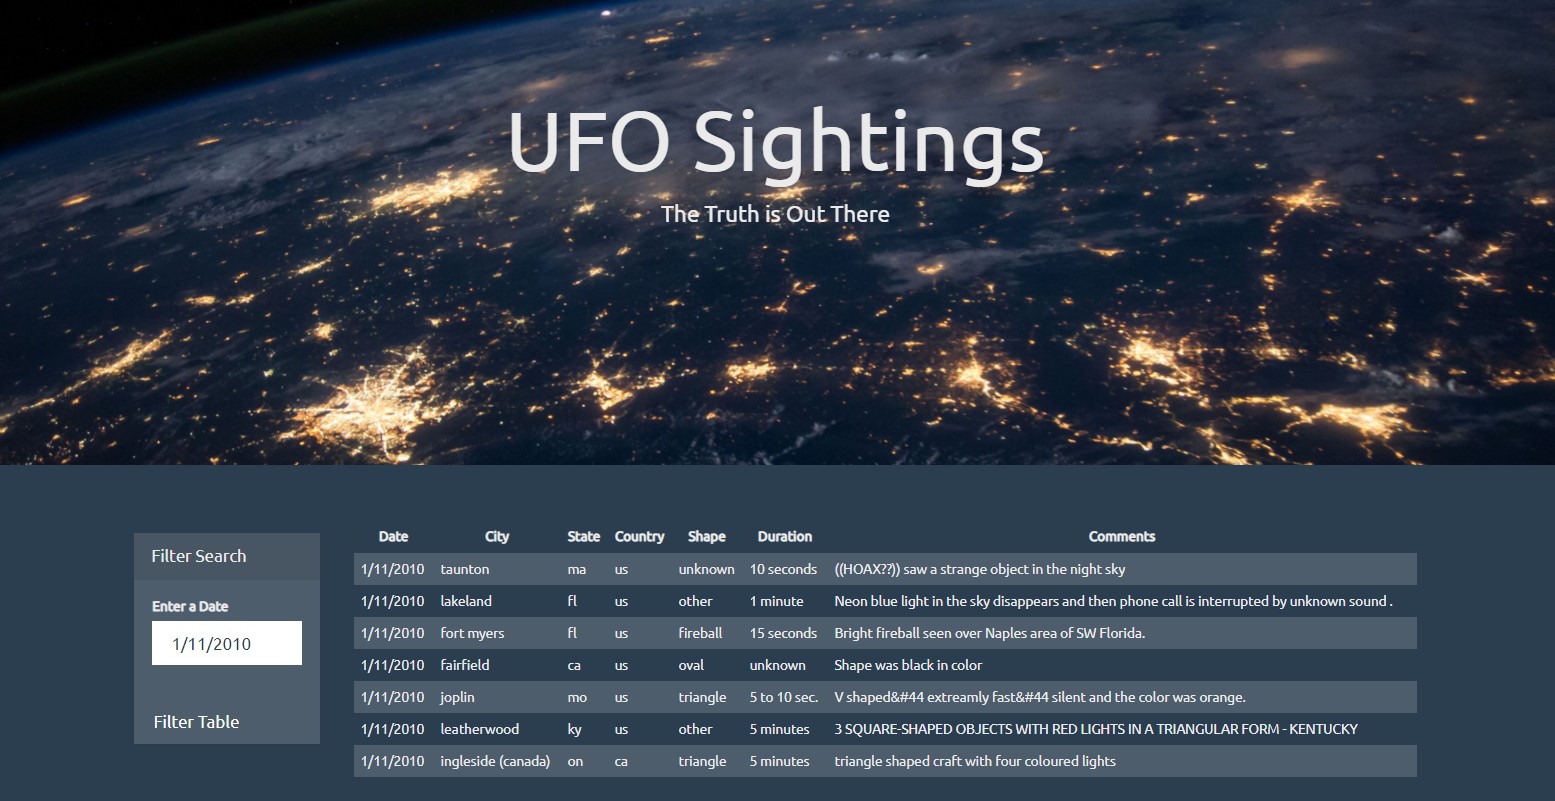 UFO Sightings
The Truth is Out There
Filter Search
Enter a Date
1/11/2010
Filter Table
Date City State Country Shape Duration Comments
1/11/2010 taunton ma us unknown 10 seconds ((HOAX??)) saw a strange object in the night sky
1/11/2010 lakeland fl us other 1 minute Neon blue light in the sky disappears and then phone call is interrupted by unknown sound .
1/11/2010 fort myers fl us fireball 15 seconds Bright fireball seen over Naples area of SW Florida.
1/11/2010 fairfield ca us oval unknown Shape was black in color
1/11/2010 joplin mo us triangle 5 to 10 sec. V shaped&#44 extreamly fast&#44 silent and the color was orange.
1/11/2010 leatherwood ky us other 5 minutes 3 SQUARE-SHAPED OBJECTS WITH RED LIGHTS IN A TRIANGULAR FORM - KENTUCKY
1/11/2010 ingleside (canada) on ca triangle 5 minutes triangle shaped craft with four coloured lights